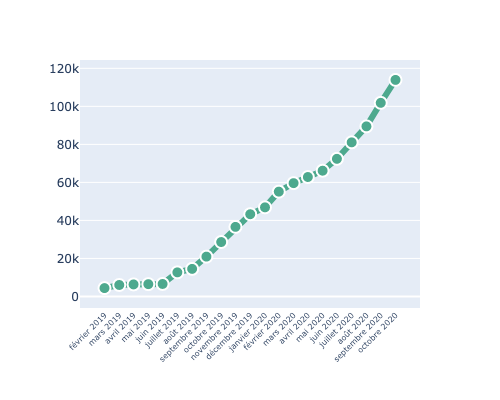 120k
100k
80k
60k
40k
20k
0
février 2019
mars 2019
avril 2019
mai 2019
juin 2019
juillet 2019
août 2019
septembre 2019
octobre 2019
novembre 2019
décembre 2019
janvier 2020
février 2020
mars 2020
avril 2020
mai 2020
juin 2020
juillet 2020
août 2020
septembre 2020
octobre 2020